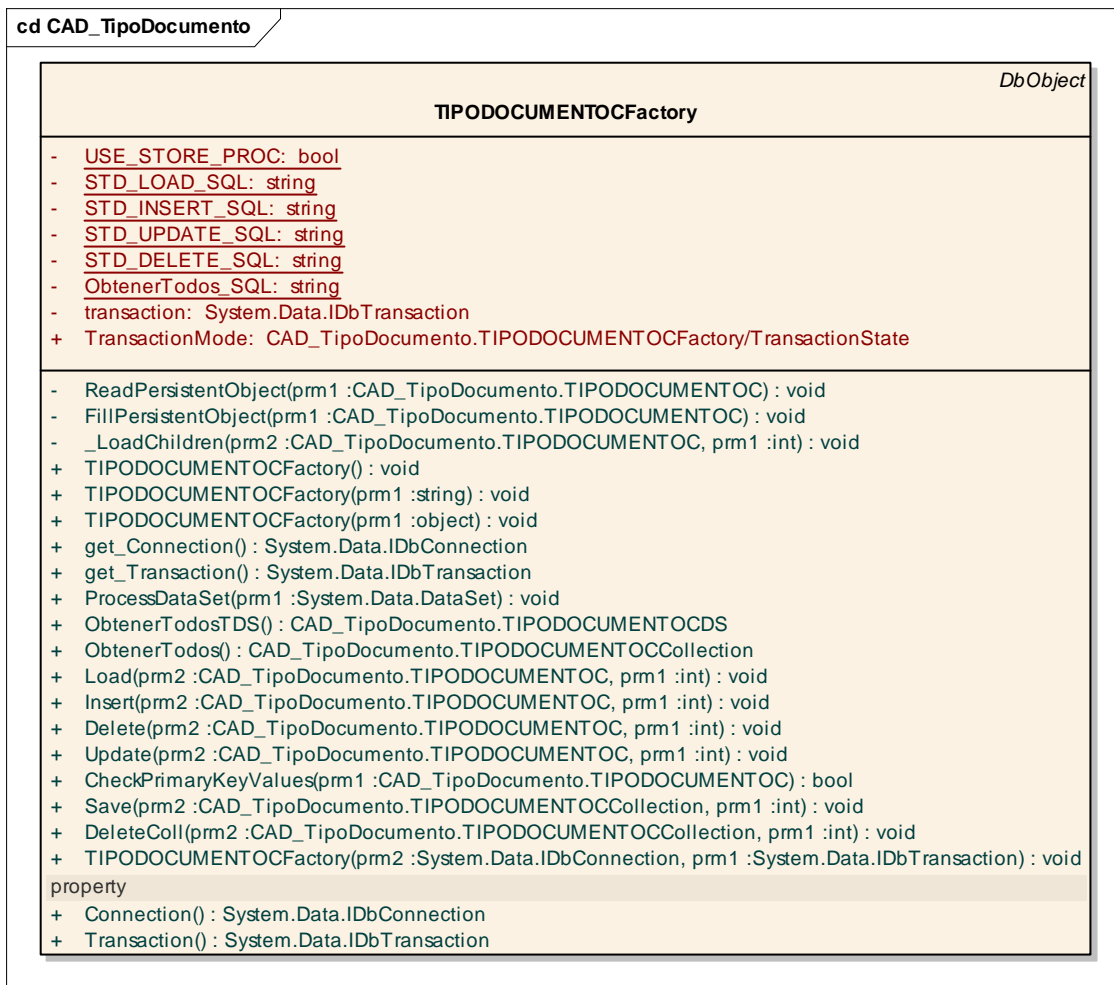 cd CAD_TipoDocumento
DbObject
TIPODOCUMENTOCFactory
- USE_STORE_PROC: bool
- STD_LOAD_SQL: string
- STD_INSERT_SQL: string
- STD_UPDATE_SQL: string
- STD_DELETE_SQL: string
- ObtenerTodos_SQL: string
- transaction: System.Data.IDbTransaction
+ TransactionMode: CAD_TipoDocumento.TIPODOCUMENTOCFactory/TransactionState
- ReadPersistentObject(prm1 :CAD_TipoDocumento.TIPODOCUMENTOC) : void
- FillPersistentObject(prm1 :CAD_TipoDocumento.TIPODOCUMENTOC) : void
- _LoadChildren(prm2 :CAD_TipoDocumento.TIPODOCUMENTOC, prm1 :int) : void
+ TIPODOCUMENTOCFactory() : void
+ TIPODOCUMENTOCFactory(prm1 :string) : void
+ TIPODOCUMENTOCFactory(prm1 :object) : void
+ get_Connection() : System.Data.IDbConnection
+ get_Transaction() : System.Data.IDbTransaction
+ ProcessDataSet(prm1 :System.Data.DataSet) : void
+ ObtenerTodosTDS() : CAD_TipoDocumento.TIPODOCUMENTOCDS
+ ObtenerTodos() : CAD_TipoDocumento.TIPODOCUMENTOCCollection
+ Load(prm2 :CAD_TipoDocumento.TIPODOCUMENTOC, prm1 :int) : void
+ Insert(prm2 :CAD_TipoDocumento.TIPODOCUMENTOC, prm1 :int) : void
+ Delete(prm2 :CAD_TipoDocumento.TIPODOCUMENTOC, prm1 :int) : void
+ Update(prm2 :CAD_TipoDocumento.TIPODOCUMENTOC, prm1 :int) : void
+ CheckPrimaryKeyValues(prm1 :CAD_TipoDocumento.TIPODOCUMENTOC) : bool
+ Save(prm2 :CAD_TipoDocumento.TIPODOCUMENTOCCollection, prm1 :int) : void
+ DeleteColl(prm2 :CAD_TipoDocumento.TIPODOCUMENTOCCollection, prm1 :int) : void
+ TIPODOCUMENTOCFactory(prm2 :System.Data.IDbConnection, prm1 :System.Data.IDbTransaction) : void
property
+ Connection() : System.Data.IDbConnection
+ Transaction() : System.Data.IDbTransaction